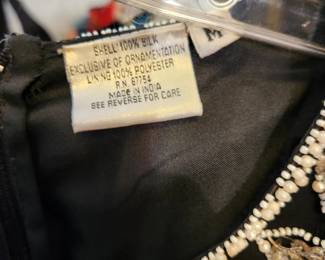 M
SHELL: 100% SILK
EXCLUSIVE OF ORNAMENTATION
LINING 100% POLYESTER
R.N. 67754
MADE IN INDIA
SEE REVERSE FOR CARE